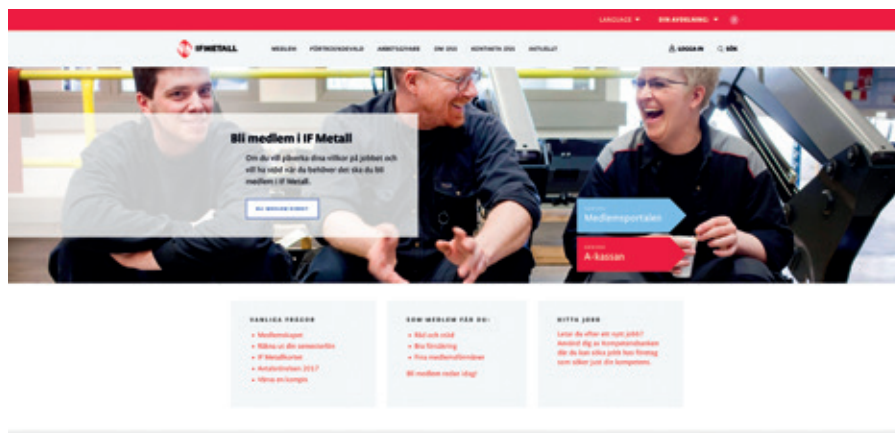 LANGUAGE DIN AVDELNING:
IF METALL MEDLEM FÖRTROENDEVALD ARBETSGIVARE OM OSS KONTAKTA OSS AKTUELLT LOGGA IN SÖK
Bli medlem i IF Metall
Om du vill påverka dina villkor på jobbet och
vill ha stöd när du behöver det ska du bli
medlem i IF Metall.
BLI MEDLEM DIREKT
Medlemsportalen
A-kassan
VANLIGA FRÅGOR
Medlemskapet
Räkna ut din semesterlön
IF Metallkurser
Avtalsrörelsen 2017
Värva en kompis
SOM MEDLEM FÅR DU:
Råd och stöd
Bra försäkring
Fina medlemsförmåner
Bli medlem redan idag!
HITTA JOBB
Letar du efter ett nytt jobb?
Använd dig av Kompetensbanken
där du kan söka jobb hos företag
som söker just din kompetens.